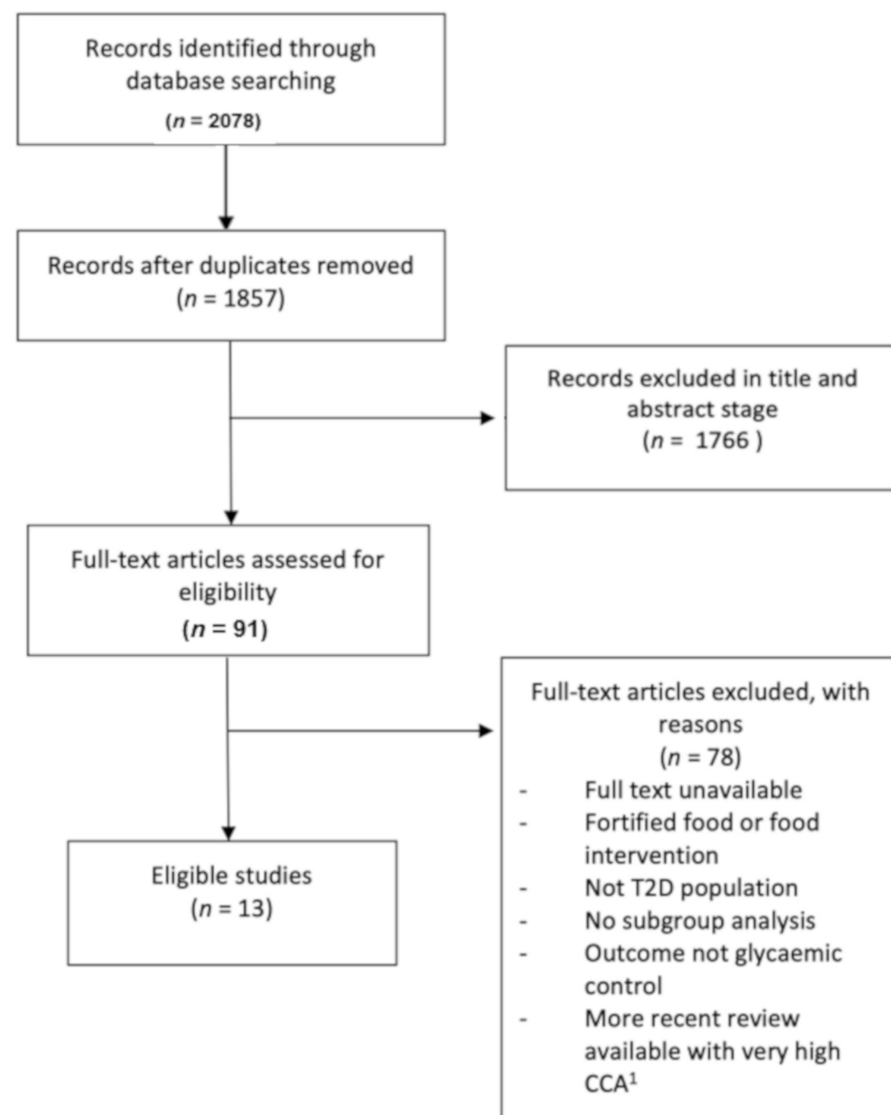 Records identified through
database searching
(n = 2078)
Records after duplicates removed
(n = 1857)
Records excluded in title and
abstract stage
(n =  1766 )
Full-text articles assessed for
eligibility
(n = 91)
Full-text articles excluded, with
reasons
(n = 78)
- Full text unavailable
- Fortified food or food
intervention
- Not T2D population
- No subgroup analysis
- Outcome not glycaemic
control
- More recent review
available with very high
CCA¹
Eligible studies
(n = 13)